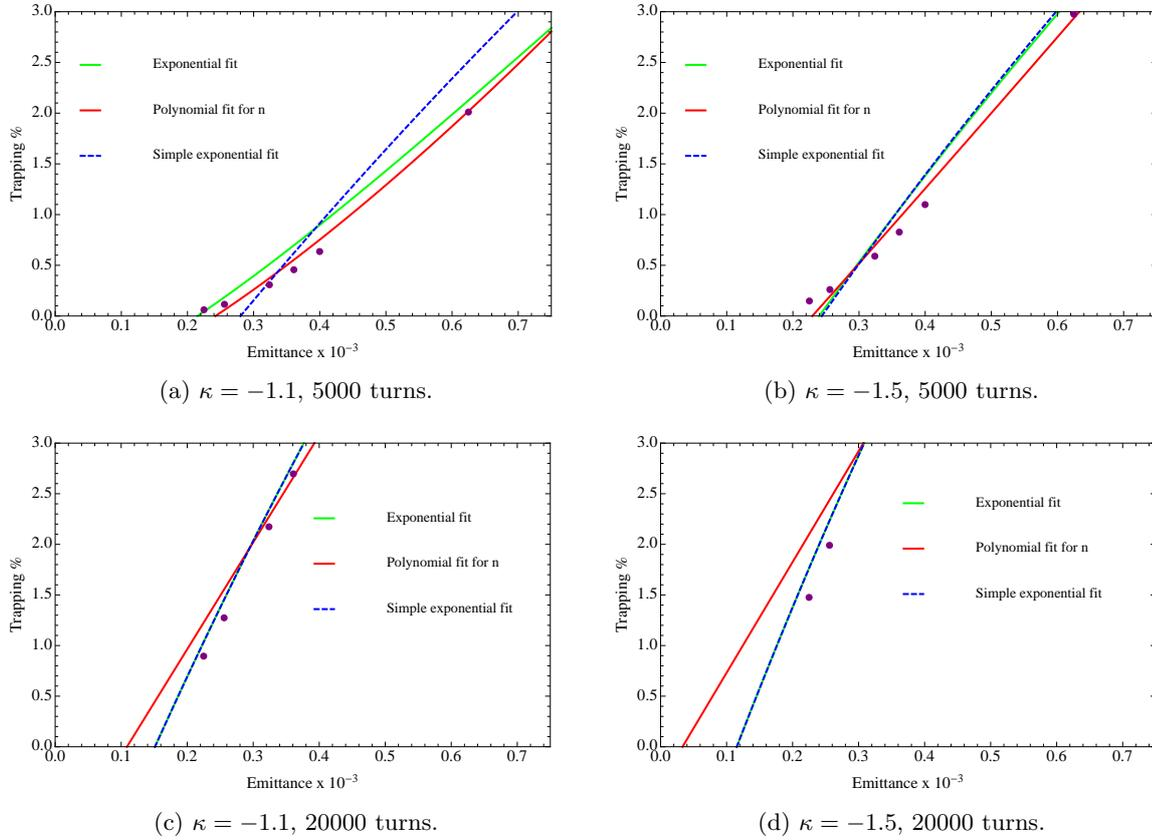 3.0
2.5
2.0
1.5
1.0
0.5
0.0
Trapping %
Exponential fit
Polynomial fit for n
Simple exponential fit
0.0 0.1 0.2 0.3 0.4 0.5 0.6 0.7
Emittance x 10⁻³
(a) κ = −1.1, 5000 turns.
3.0
2.5
2.0
1.5
1.0
0.5
0.0
Trapping %
Exponential fit
Polynomial fit for n
Simple exponential fit
0.0 0.1 0.2 0.3 0.4 0.5 0.6 0.7
Emittance x 10⁻³
(b) κ = −1.5, 5000 turns.
3.0
2.5
2.0
1.5
1.0
0.5
0.0
Trapping %
Exponential fit
Polynomial fit for n
Simple exponential fit
0.0 0.1 0.2 0.3 0.4 0.5 0.6 0.7
Emittance x 10⁻³
(c) κ = −1.1, 20000 turns.
3.0
2.5
2.0
1.5
1.0
0.5
0.0
Trapping %
Exponential fit
Polynomial fit for n
Simple exponential fit
0.0 0.1 0.2 0.3 0.4 0.5 0.6 0.7
Emittance x 10⁻³
(d) κ = −1.5, 20000 turns.